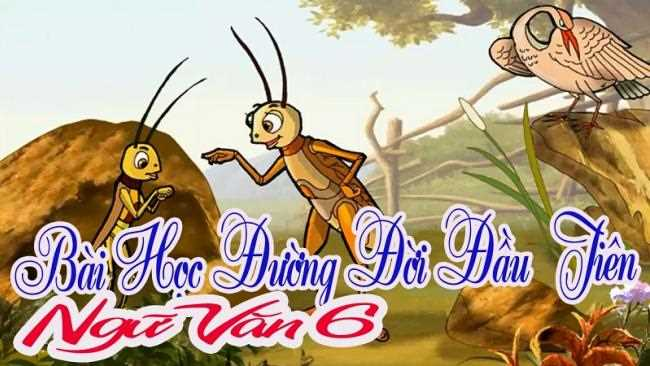 Bài Học Đường Đời Đầu Tiên
Ngữ Văn 6